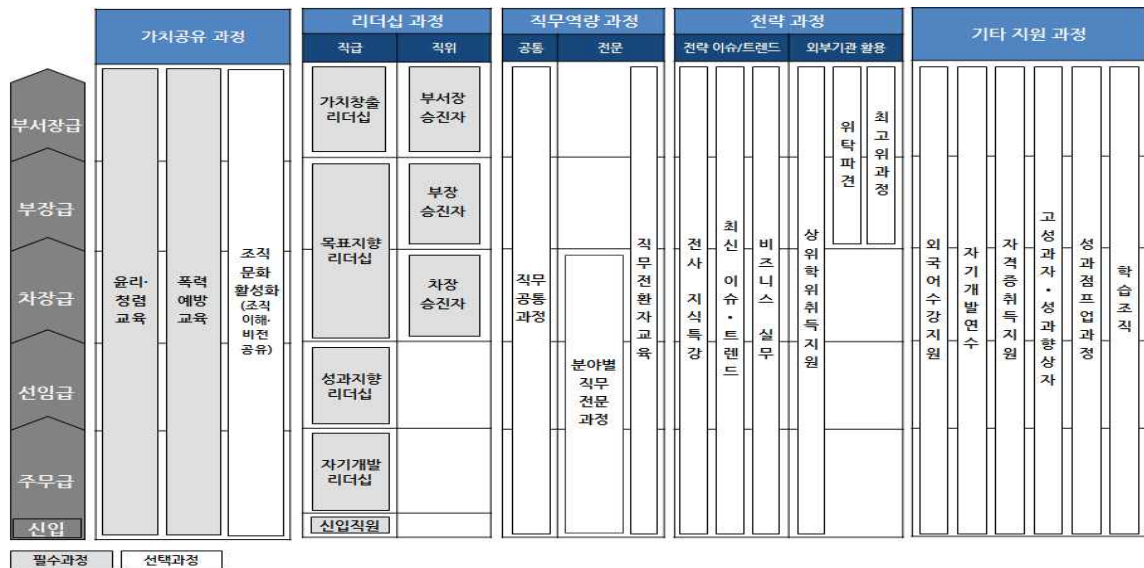 가치공유 과정
리더십 과정
직무역량 과정
전략 과정
기타 지원 과정
직급
직위
공통
전문
전략 이슈/트렌드
외부기관 활용
부서장급
부장급
차장급
선임급
주무급
신입
윤리·
청렴
교육
폭력
예방
교육
조직
문화
활성화
(조직
이해·
비전
공유)
가치창출
리더십
목표지향
리더십
성과지향
리더십
자기개발
리더십
신입직원
부서장
승진자
부장
승진자
차장
승진자
직무
공통
과정
분야별
직무
전문
과정
직무전환자교육
전사 지식특강
최신 이슈·트렌드
비즈니스 실무
상위학위취득지원
위탁파견
최고위과정
외국어수강지원
자기개발연수
자격증취득지원
고성과자·성과향상자
성과점프업과정
학습조직
필수과정
선택과정